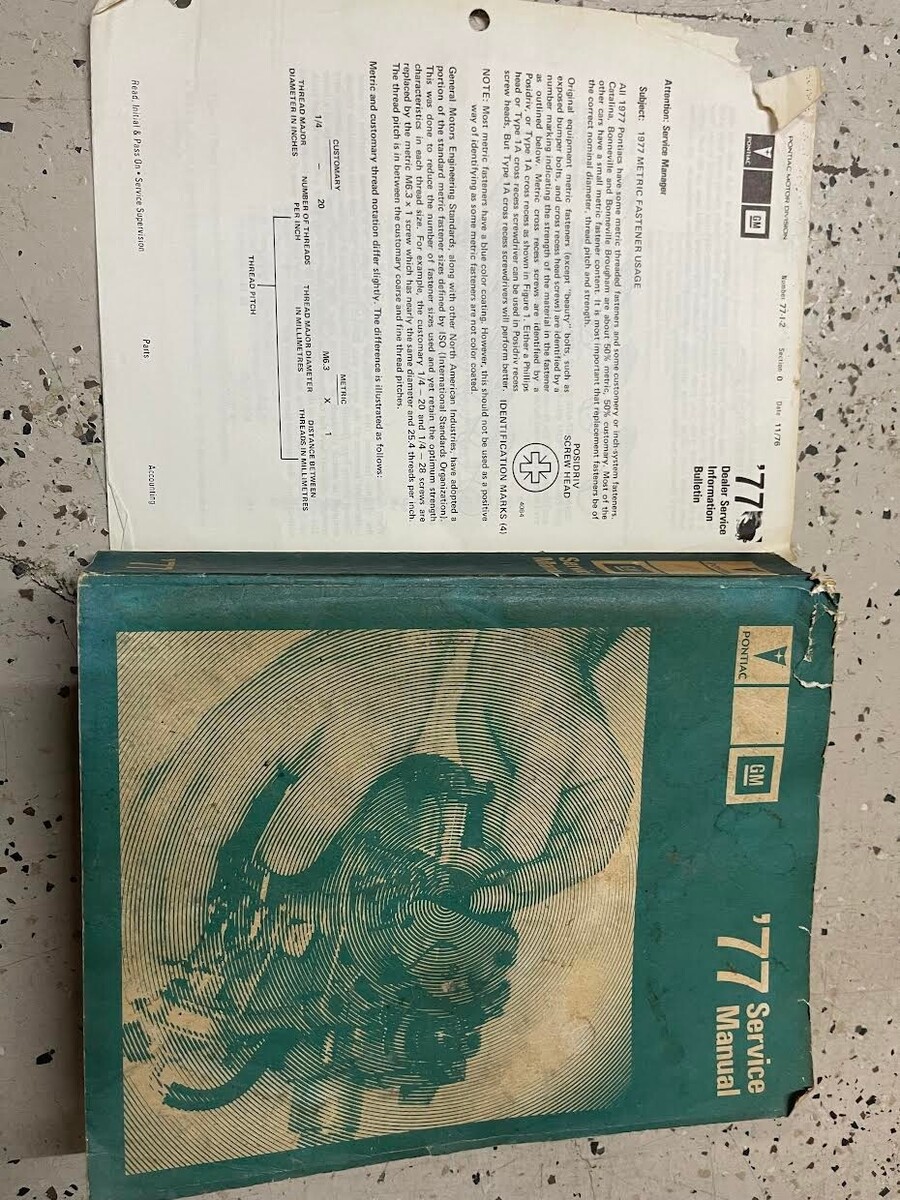 PONTIAC MOTOR DIVISION
PONTIAC
GM
Number 77-I-2 Section 0 Date 11/76
'77
Dealer Service
Information
Bulletin
Attention: Service Manager
Subject: 1977 METRIC FASTENER USAGE
All 1977 Pontiacs have some metric threaded fasteners and some customary or inch-system fasteners.
Catalina, Bonneville and Bonneville Brougham are about 50% metric, 50% customary. Most of the
other cars have a small metric fastener content. It is most important that replacement fasteners be of
the correct nominal diameter, thread pitch and strength.
Original equipment metric fasteners (except "beauty" bolts, such as
exposed bumper bolts, and cross recess head screws) are identified by a
number marking indicating the strength of the material in the fastener
as outlined below. Metric cross recess screws are identified by a
Posidriv, or Type 1A cross recess as shown in Figure 1. Either a Phillips
head or Type 1A cross recess screwdriver can be used in Posidriv recess
screw heads, But Type 1A cross recess screwdrivers will perform better.
POSIDRIV
SCREW HEAD
4084
IDENTIFICATION MARKS (4)
NOTE: Most metric fasteners have a blue color coating. However, this should not be used as a positive
way of identifying as some metric fasteners are not color coated.
General Motors Engineering Standards, along with other North American Industries, have adopted a
portion of the standard metric fastener sizes defined by ISO (International Standards Organization).
This was done to reduce the number of fastener sizes used and yet retain the optimum strength
characteristics in each thread size. For example, the customary 1/4 – 20 and 1/4 – 28 screws are
replaced by the metric M6.3 x 1 screw which has nearly the same diameter and 25.4 threads per inch.
The thread pitch is in between the customary coarse and fine thread pitches.
Metric and customary thread notation differ slightly. The difference is illustrated as follows:
CUSTOMARY METRIC
1/4 – 20 M6.3 X 1
THREAD MAJOR
DIAMETER IN INCHES
NUMBER OF THREADS
PER INCH
THREAD MAJOR DIAMETER
IN MILLIMETRES
DISTANCE BETWEEN
THREADS IN MILLIMETRES
THREAD PITCH
Read, Initial & Pass On • Service Supervision Parts Accounting
'77
Service
Manual
PONTIAC
GM
'77 Service
Manual